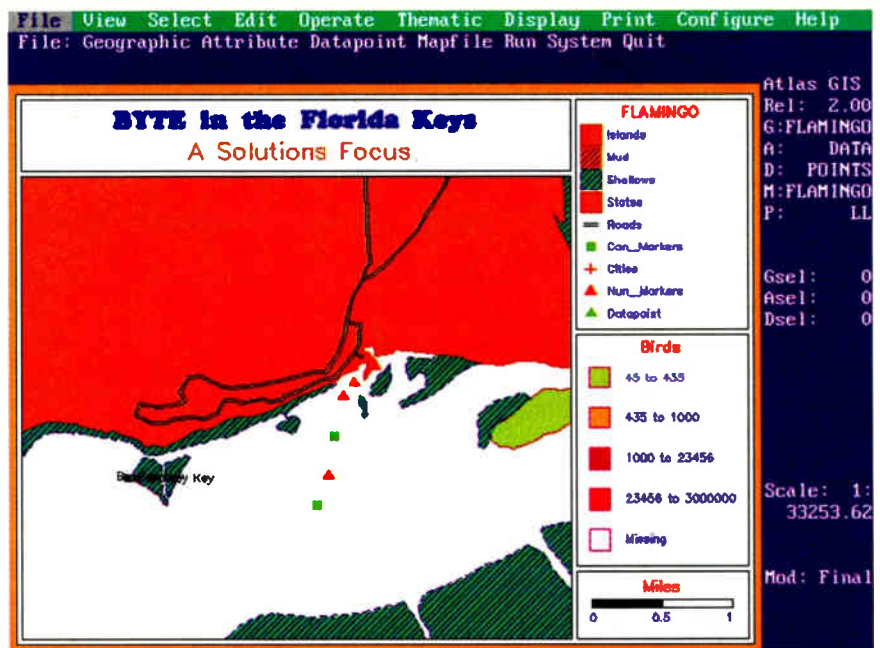 File View Select Edit Operate Thematic Display Print Configure Help
File: Geographic Attribute Datapoint Mapfile Run System Quit
BYTE in the Florida Keys
A Solutions Focus
FLAMINGO
Islands
Mud
Shallows
States
Roads
Can_Markers
Cities
Nun_Markers
Datapoint
Birds
45 to 435
435 to 1000
1000 to 23456
23456 to 3000000
Missing
Miles
0 0.5 1
Key
Atlas GIS
Rel: 2.00
G:FLAMINGO
A: DATA
D: POINTS
M:FLAMINGO
P: LL
Gsel: 0
Asel: 0
Dsel: 0
Scale: 1:
33253.62
Mod: Final